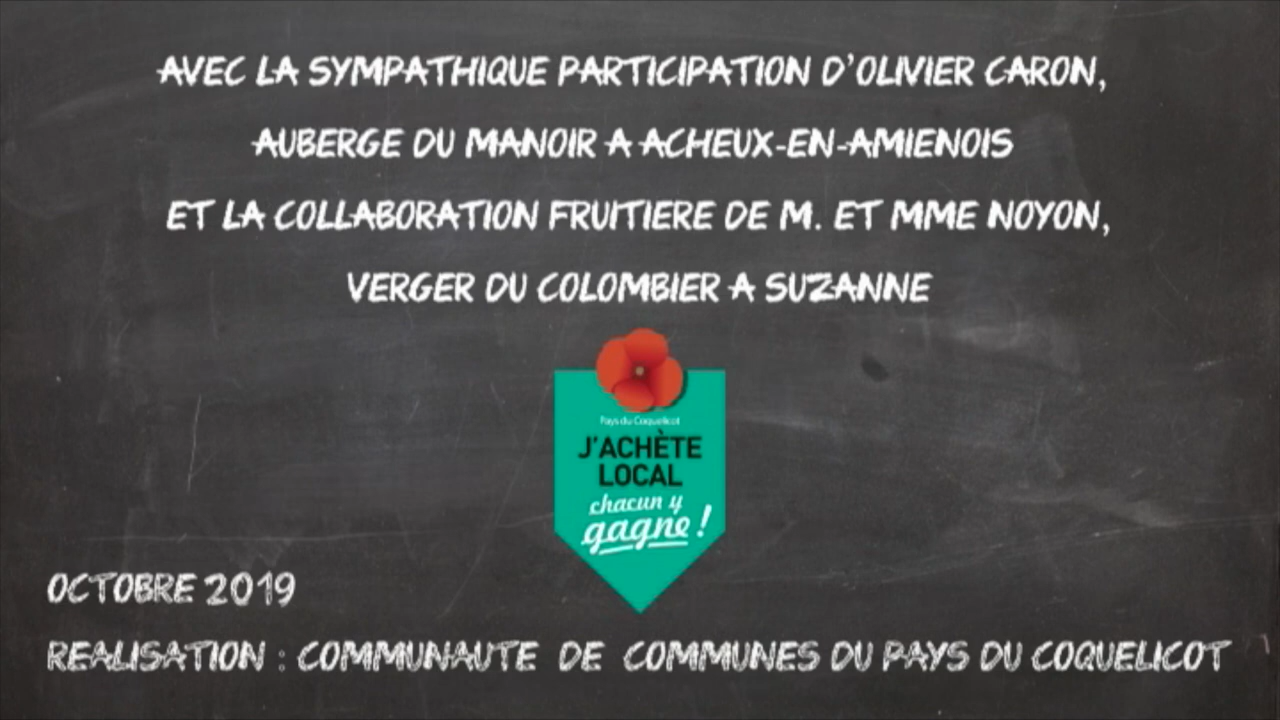 AVEC LA SYMPATHIQUE PARTICIPATION D'OLIVIER CARON,
AUBERGE DU MANOIR A ACHEUX-EN-AMIENOIS
ET LA COLLABORATION FRUITIERE DE M. ET MME NOYON,
VERGER DU COLOMBIER A SUZANNE
Pays du Coquelicot
J'ACHÈTE
LOCAL
chacun y
gagne !
OCTOBRE 2019
REALISATION : COMMUNAUTE DE COMMUNES DU PAYS DU COQUELICOT